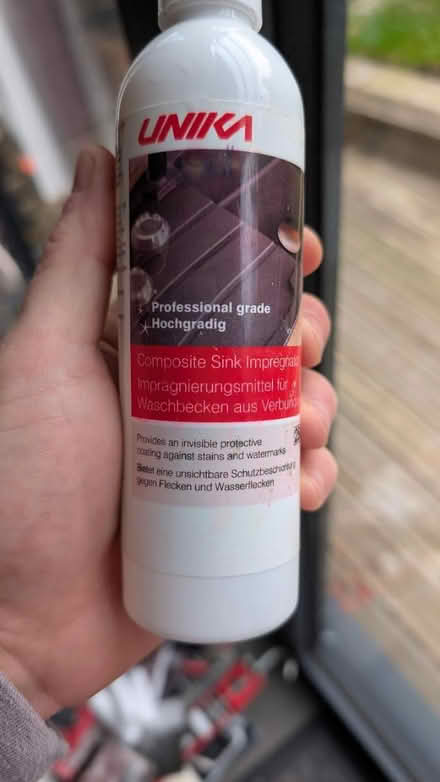 UNIKA
Professional grade
Hochgradig
Composite Sink
Imprägnierungsmittel für
Waschbecken aus
Provides an invisible protective
coating against stains and watermarks
Bietet eine unsichtbare Schutzbeschichtung
gegen Flecken und Wasserflecken